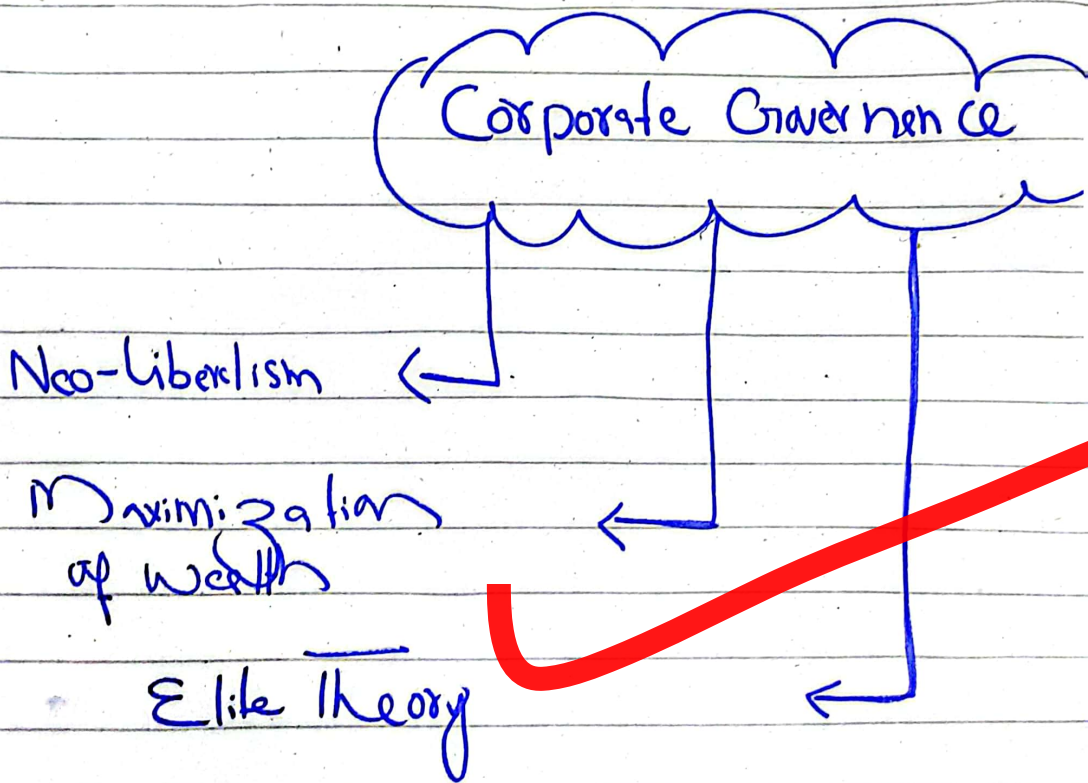 Corporate Governence
Neo-Liberlism
Maximization
of wealth
Elite Theory